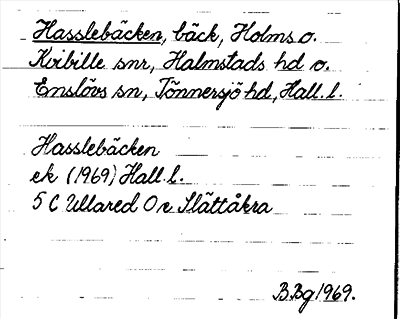 Hasslebäcken, bäck, Holms o.
Kvibille snr, Halmstads hd o.
Enslövs sn, Tönnersjö hd, Hall. l.
Hasslebäcken
ek (1969) Hall. l.
5 C Ullared O e Slättåkra
B.Bg 1969.